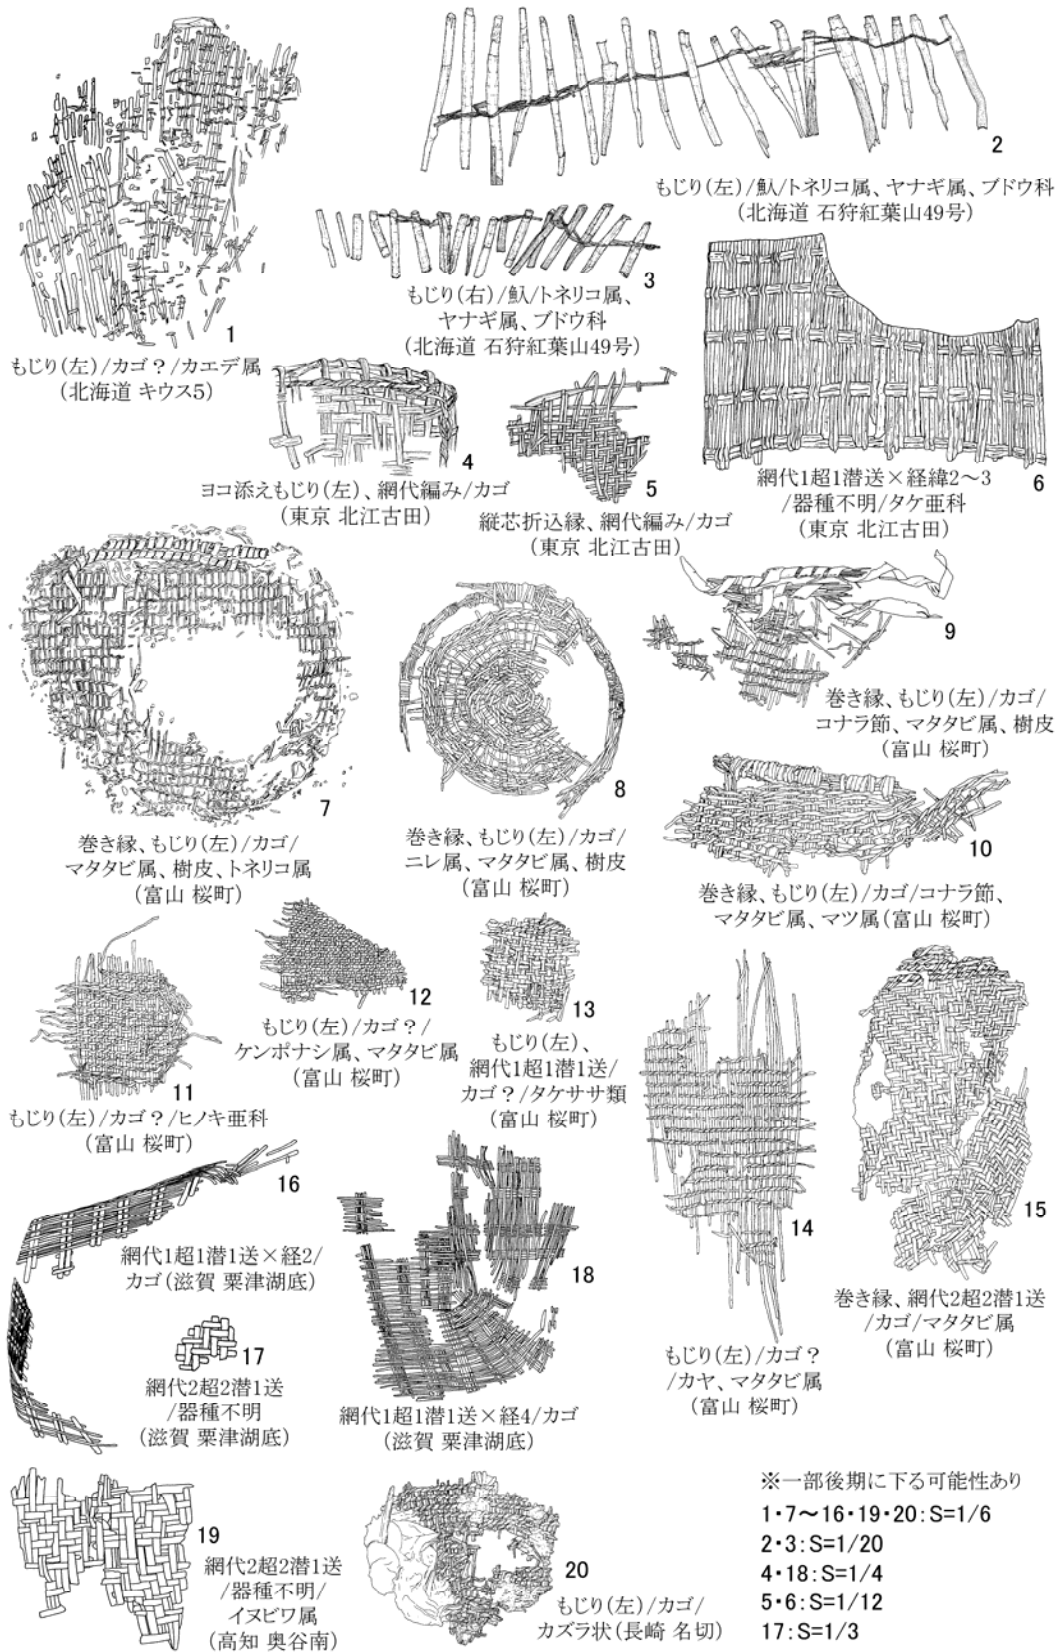 1
もじり(左)/カゴ?/カエデ属
(北海道 キウス5)
2
もじり(左)/魞/トネリコ属、ヤナギ属、ブドウ科
(北海道 石狩紅葉山49号)
3
もじり(右)/魞/トネリコ属、
ヤナギ属、ブドウ科
(北海道 石狩紅葉山49号)
4
ヨコ添えもじり(左)、網代編み/カゴ
(東京 北江古田)
5
縦芯折込縁、網代編み/カゴ
(東京 北江古田)
6
網代1超1潜送×経緯2～3
/器種不明/タケ亜科
(東京 北江古田)
7
巻き縁、もじり(左)/カゴ/
マタタビ属、樹皮、トネリコ属
(富山 桜町)
8
巻き縁、もじり(左)/カゴ/
ニレ属、マタタビ属、樹皮
(富山 桜町)
9
巻き縁、もじり(左)/カゴ/
コナラ節、マタタビ属、樹皮
(富山 桜町)
10
巻き縁、もじり(左)/カゴ/コナラ節、
マタタビ属、マツ属(富山 桜町)
11
もじり(左)/カゴ?/ヒノキ亜科
(富山 桜町)
12
もじり(左)/カゴ?/
ケンポナシ属、マタタビ属
(富山 桜町)
13
もじり(左)、
網代1超1潜1送/
カゴ?/タケササ類
(富山 桜町)
14
もじり(左)/カゴ?
/カヤ、マタタビ属
(富山 桜町)
15
巻き縁、網代2超2潜1送
/カゴ/マタタビ属
(富山 桜町)
16
網代1超1潜1送×経2/
カゴ(滋賀 粟津湖底)
17
網代2超2潜1送
/器種不明
(滋賀 粟津湖底)
18
網代1超1潜1送×経4/カゴ
(滋賀 粟津湖底)
19
網代2超2潜1送
/器種不明/
イヌビワ属
(高知 奥谷南)
20
もじり(左)/カゴ/
カズラ状(長崎 名切)
※一部後期に下る可能性あり
1・7～16・19・20:S=1/6
2・3:S=1/20
4・18:S=1/4
5・6:S=1/12
17:S=1/3